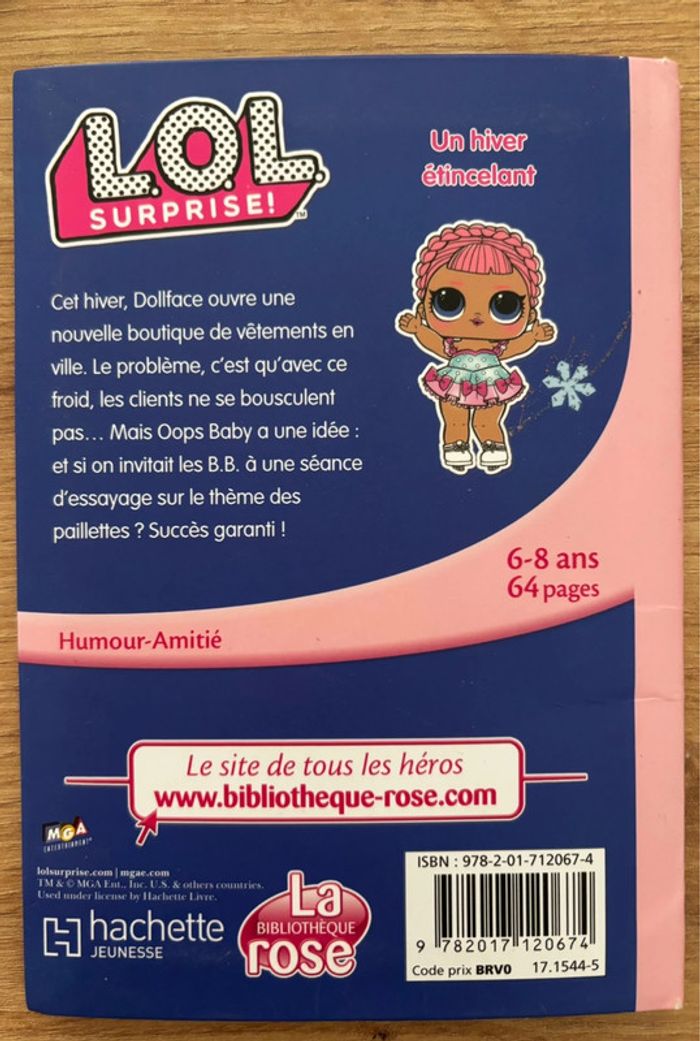 L.O.L.
SURPRISE!
TM
Un hiver
étincelant
Cet hiver, Dollface ouvre une
nouvelle boutique de vêtements en
ville. Le problème, c'est qu'avec ce
froid, les clients ne se bousculent
pas... Mais Oops Baby a une idée :
et si on invitait les B.B. à une séance
d'essayage sur le thème des
paillettes ? Succès garanti !
6-8 ans
64 pages
Humour-Amitié
Le site de tous les héros
www.bibliotheque-rose.com
MGA
ENTERTAINMENT
lolsurprise.com | mgae.com
TM & © MGA Ent., Inc. U.S. & others countries.
Used under license by Hachette Livre.
hachette
JEUNESSE
La
BIBLIOTHÈQUE
rose
ISBN : 978-2-01-712067-4
9 782017 120674
Code prix BRV0 17.1544-5